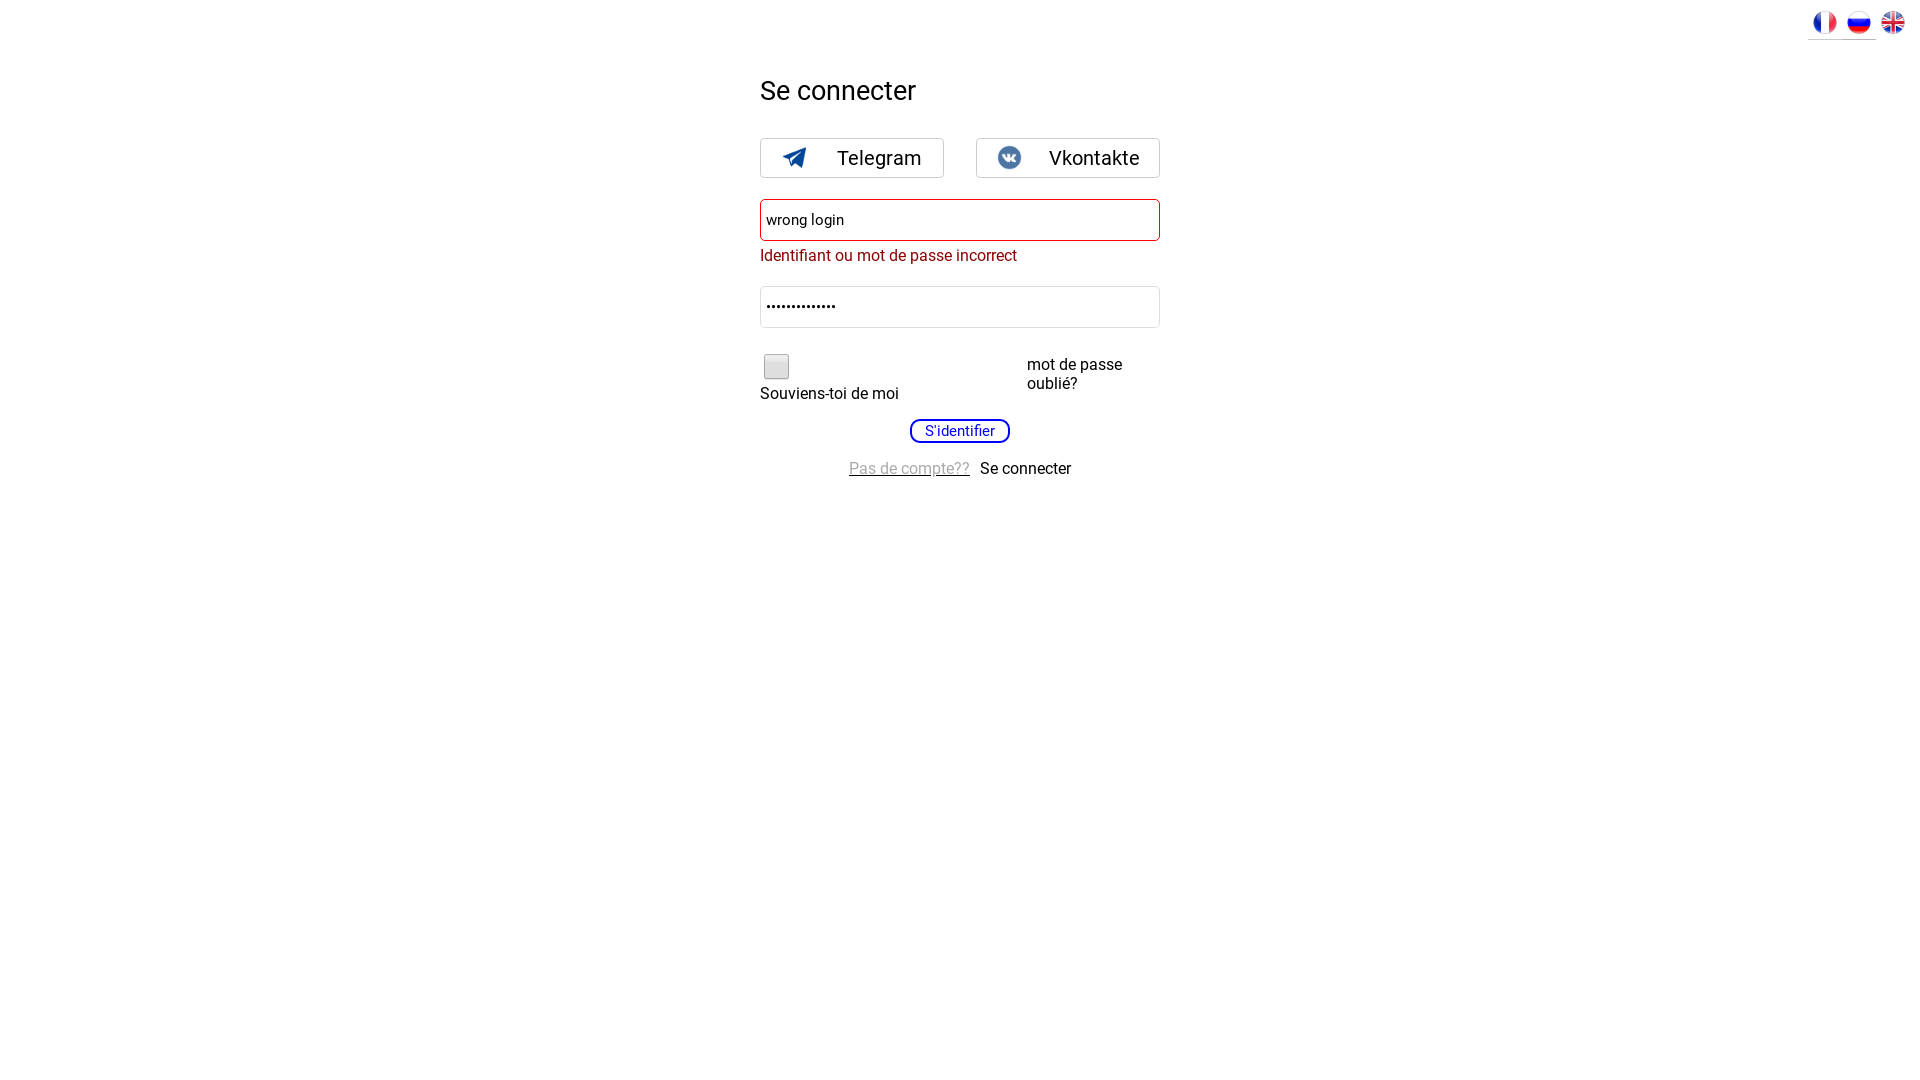 Se connecter
Telegram
Vkontakte
wrong login
Identifiant ou mot de passe incorrect
••••••••••••••
mot de passe
oublié?
Souviens-toi de moi
S'identifier
Pas de compte?? Se connecter